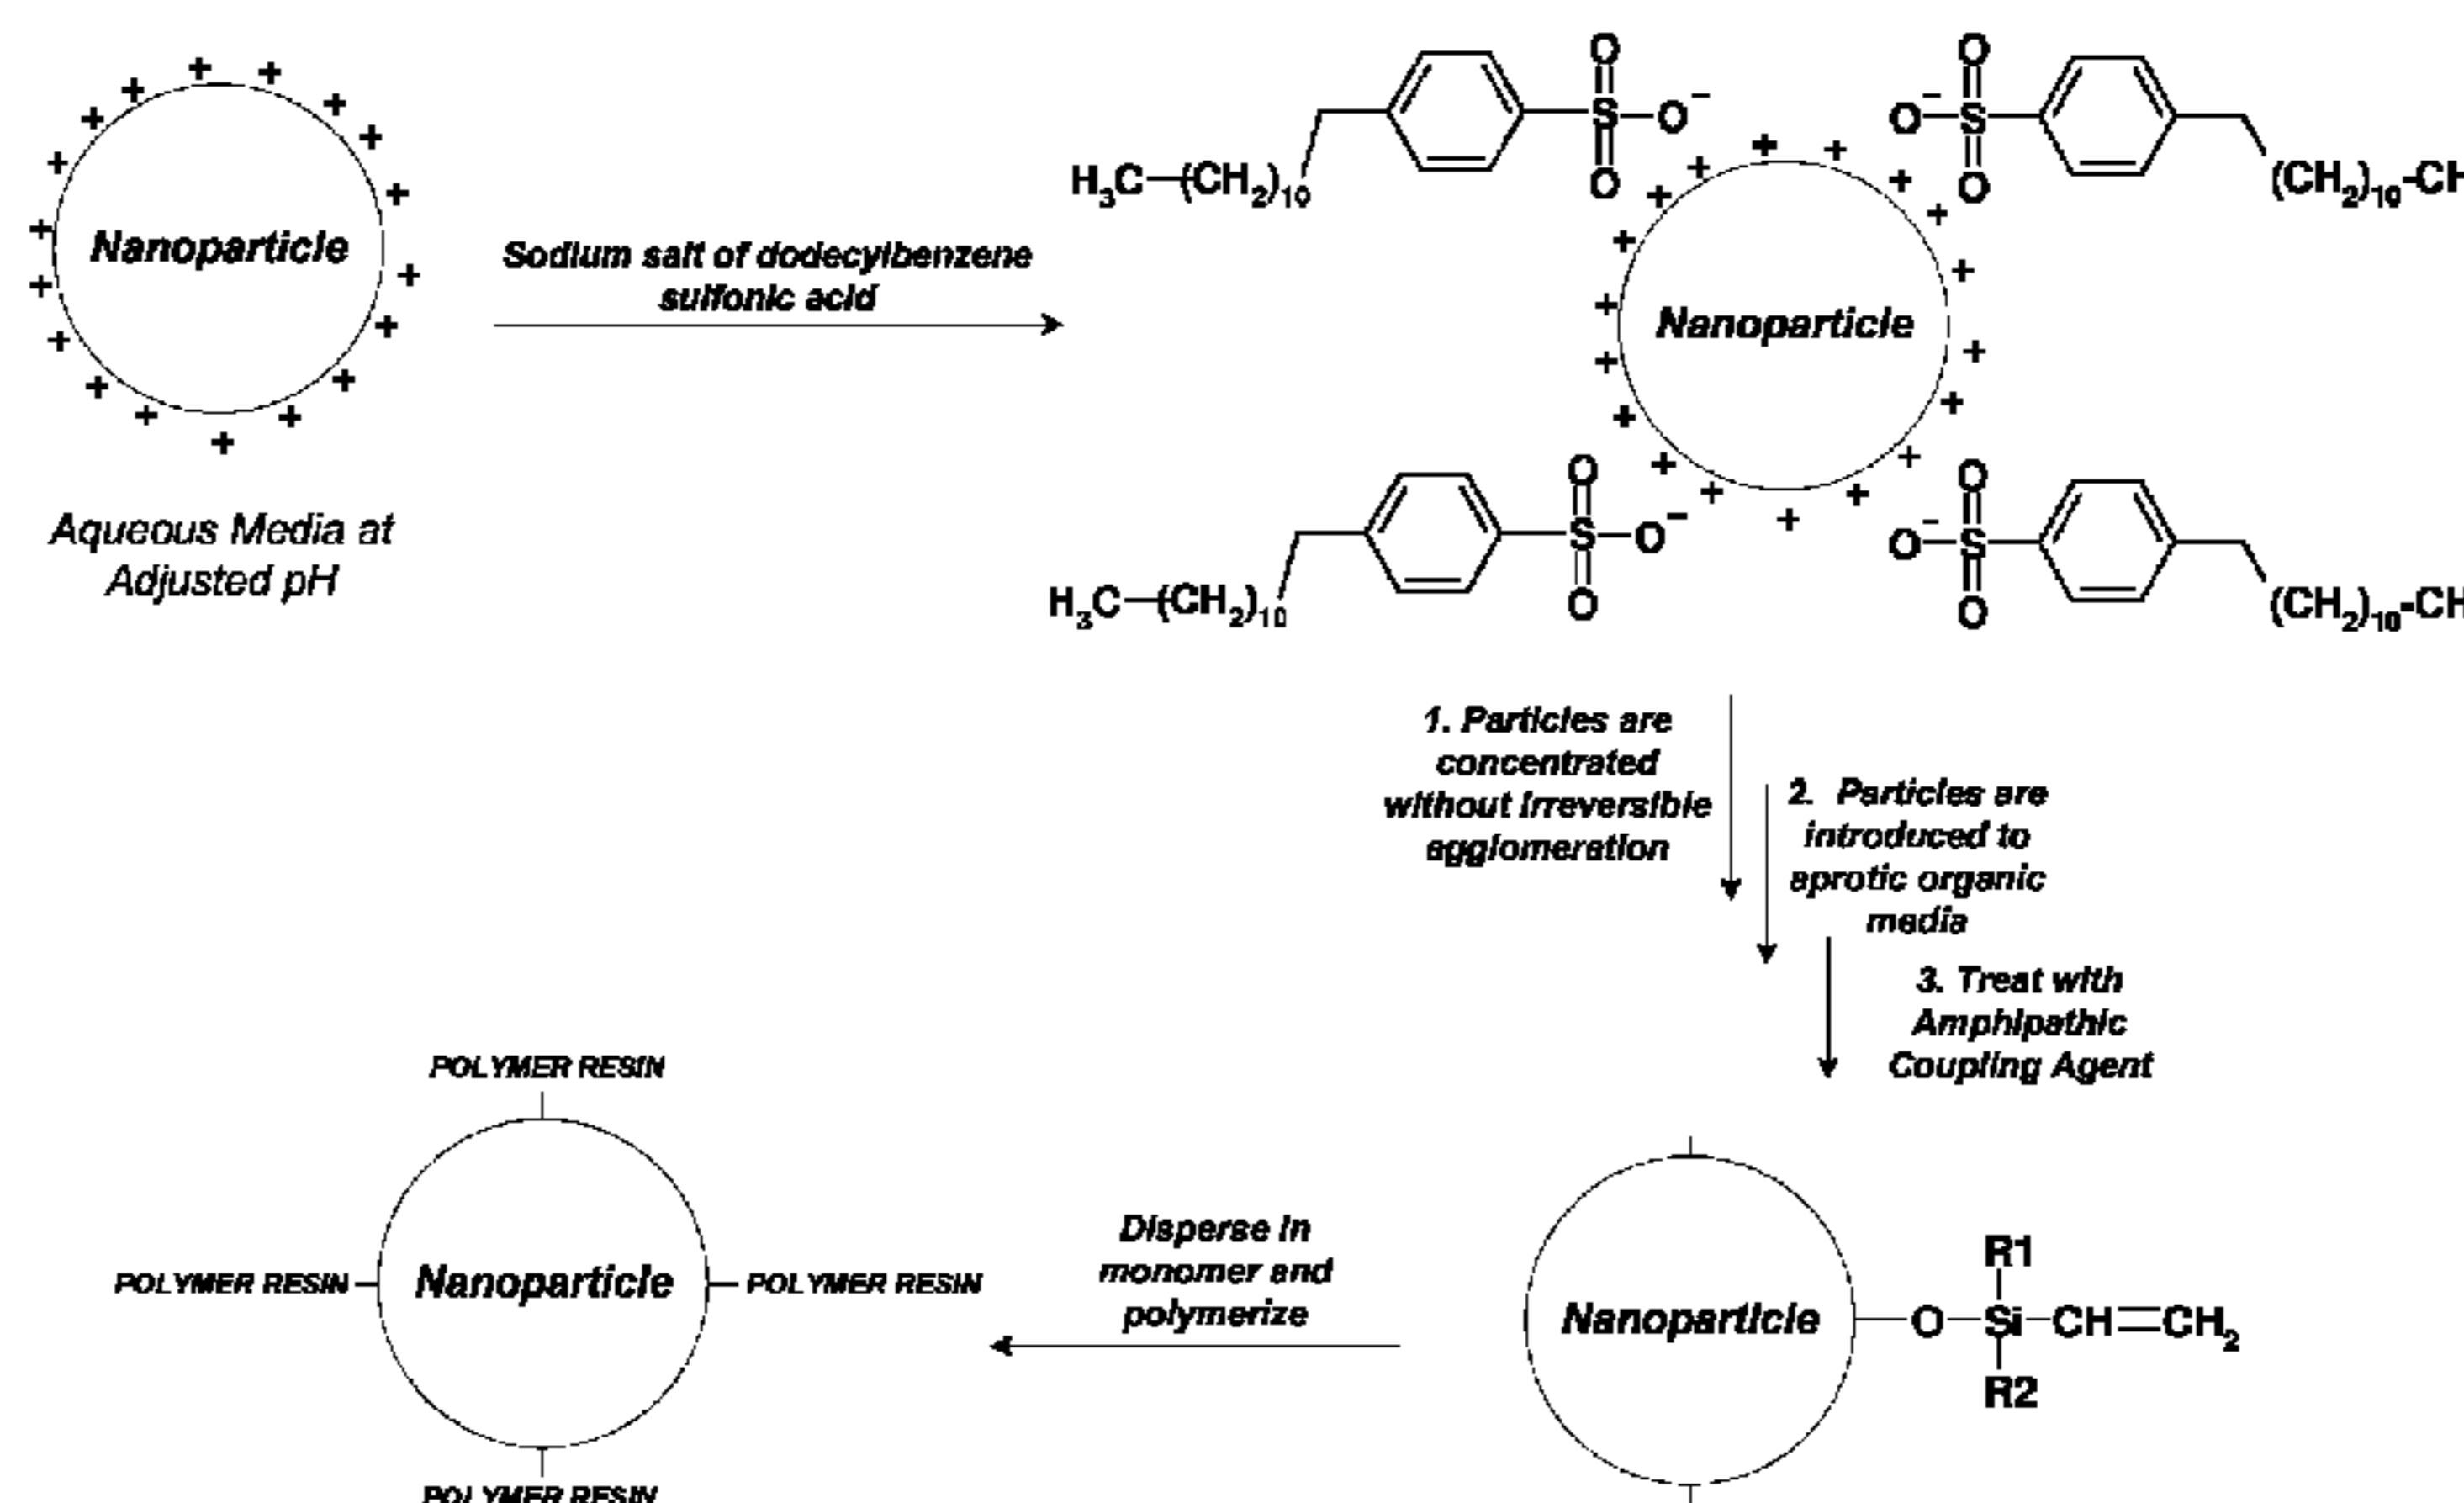 Nanoparticle
Aqueous Media at
Adjusted pH
Sodium salt of dodecylbenzene
sulfonic acid
O
S
O⁻
O
H₃C—(CH₂)₁₀
O
O⁻
S
O
(CH₂)₁₀-CH
Nanoparticle
O
S
O⁻
O
H₃C—(CH₂)₁₀
O
O⁻
S
O
(CH₂)₁₀-CH
1. Particles are
concentrated
without irreversible
agglomeration
2. Particles are
introduced to
aprotic organic
media
3. Treat with
Amphipathic
Coupling Agent
Nanoparticle
R1
O—Si—CH=CH₂
R2
Disperse in
monomer and
polymerize
POLYMER RESIN
POLYMER RESIN
Nanoparticle
POLYMER RESIN
POLYMER RESIN